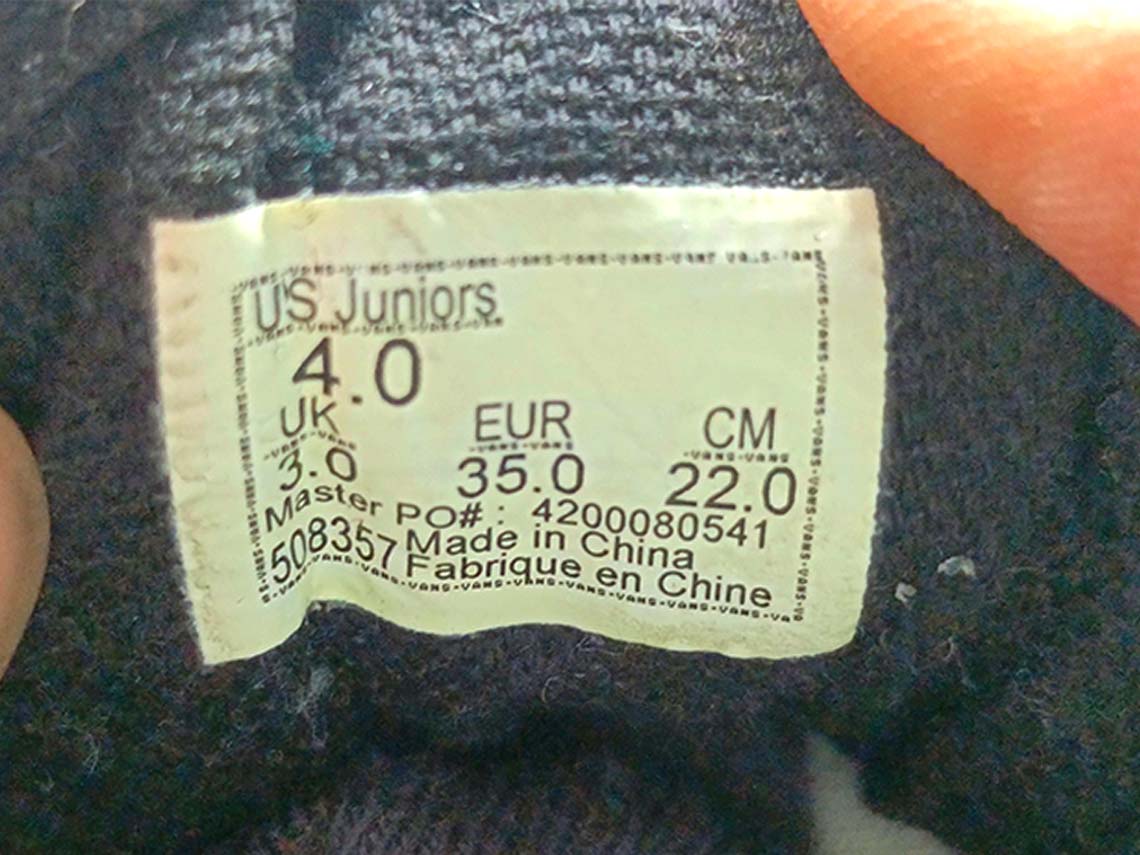 US Juniors
4.0
UK EUR CM
3.0 35.0 22.0
Master PO# : 4200080541
508357 Made in China
Fabrique en Chine